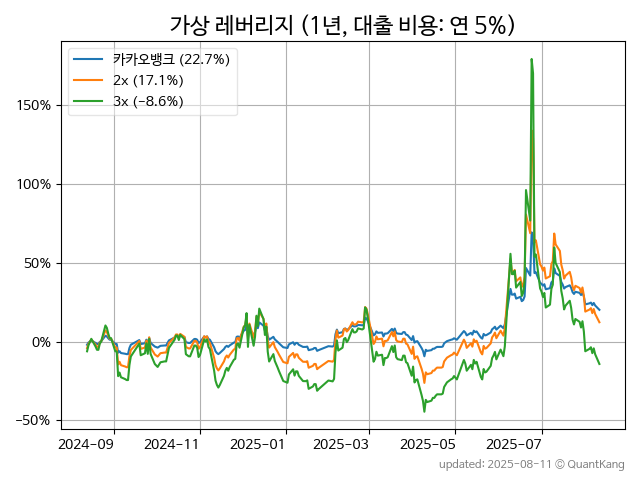 가상 레버리지 (1년, 대출 비용: 연 5%)
카카오뱅크 (22.7%)
2x (17.1%)
3x (−8.6%)
150%
100%
50%
0%
−50%
2024-09
2024-11
2025-01
2025-03
2025-05
2025-07
updated: 2025-08-11 © QuantKang